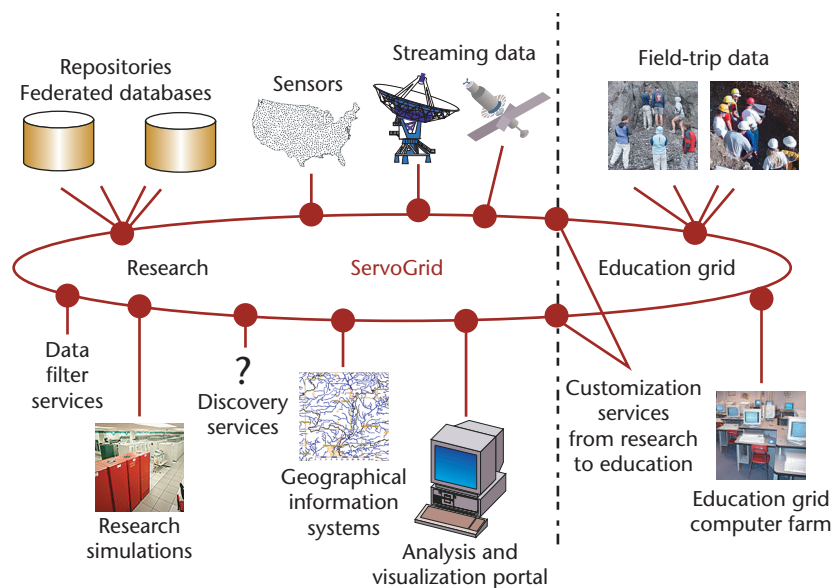 Repositories
Federated databases
Sensors
Streaming data
Field-trip data
Research
ServoGrid
Education grid
Data
filter
services
Research
simulations
?
Discovery
services
Geographical
information
systems
Analysis and
visualization portal
Customization
services
from research
to education
Education grid
computer farm